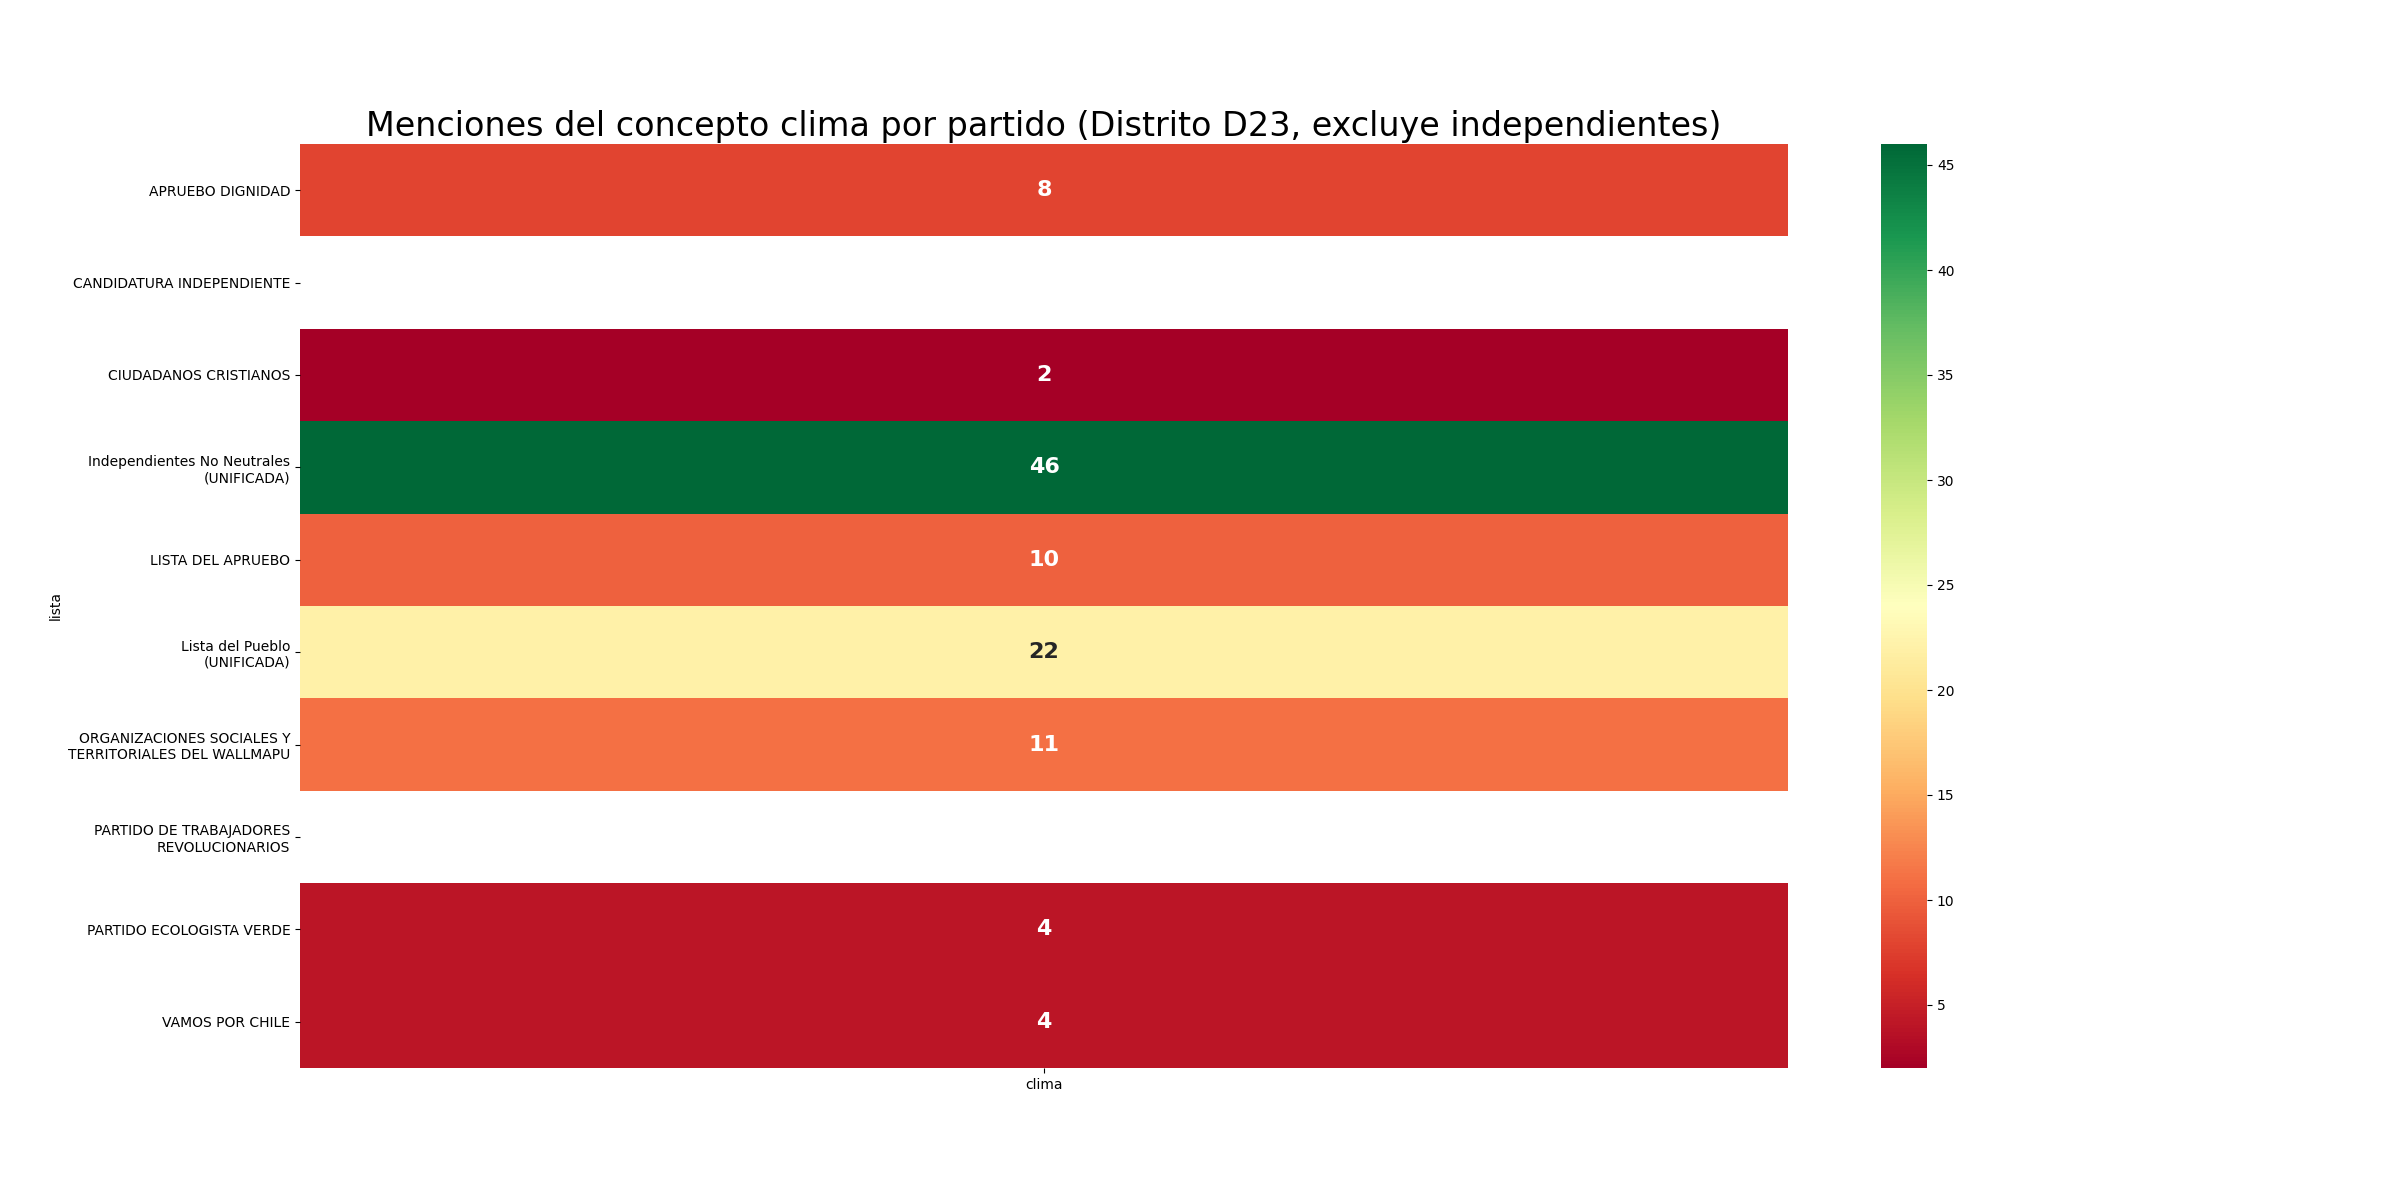 Menciones del concepto clima por partido (Distrito D23, excluye independientes)
APRUEBO DIGNIDAD
8
CANDIDATURA INDEPENDIENTE
CIUDADANOS CRISTIANOS
2
Independientes No Neutrales
(UNIFICADA)
46
LISTA DEL APRUEBO
10
lista
Lista del Pueblo
(UNIFICADA)
22
ORGANIZACIONES SOCIALES Y
TERRITORIALES DEL WALLMAPU
11
PARTIDO DE TRABAJADORES
REVOLUCIONARIOS
PARTIDO ECOLOGISTA VERDE
4
VAMOS POR CHILE
4
clima
45
40
35
30
25
20
15
10
5